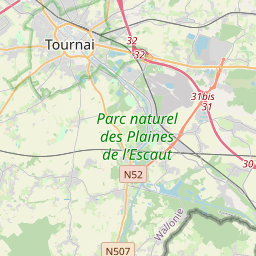 32
Tournai
32
31bis
31
Parc naturel
des Plaines
de l'Escaut
30
N52
Wallonie
N507